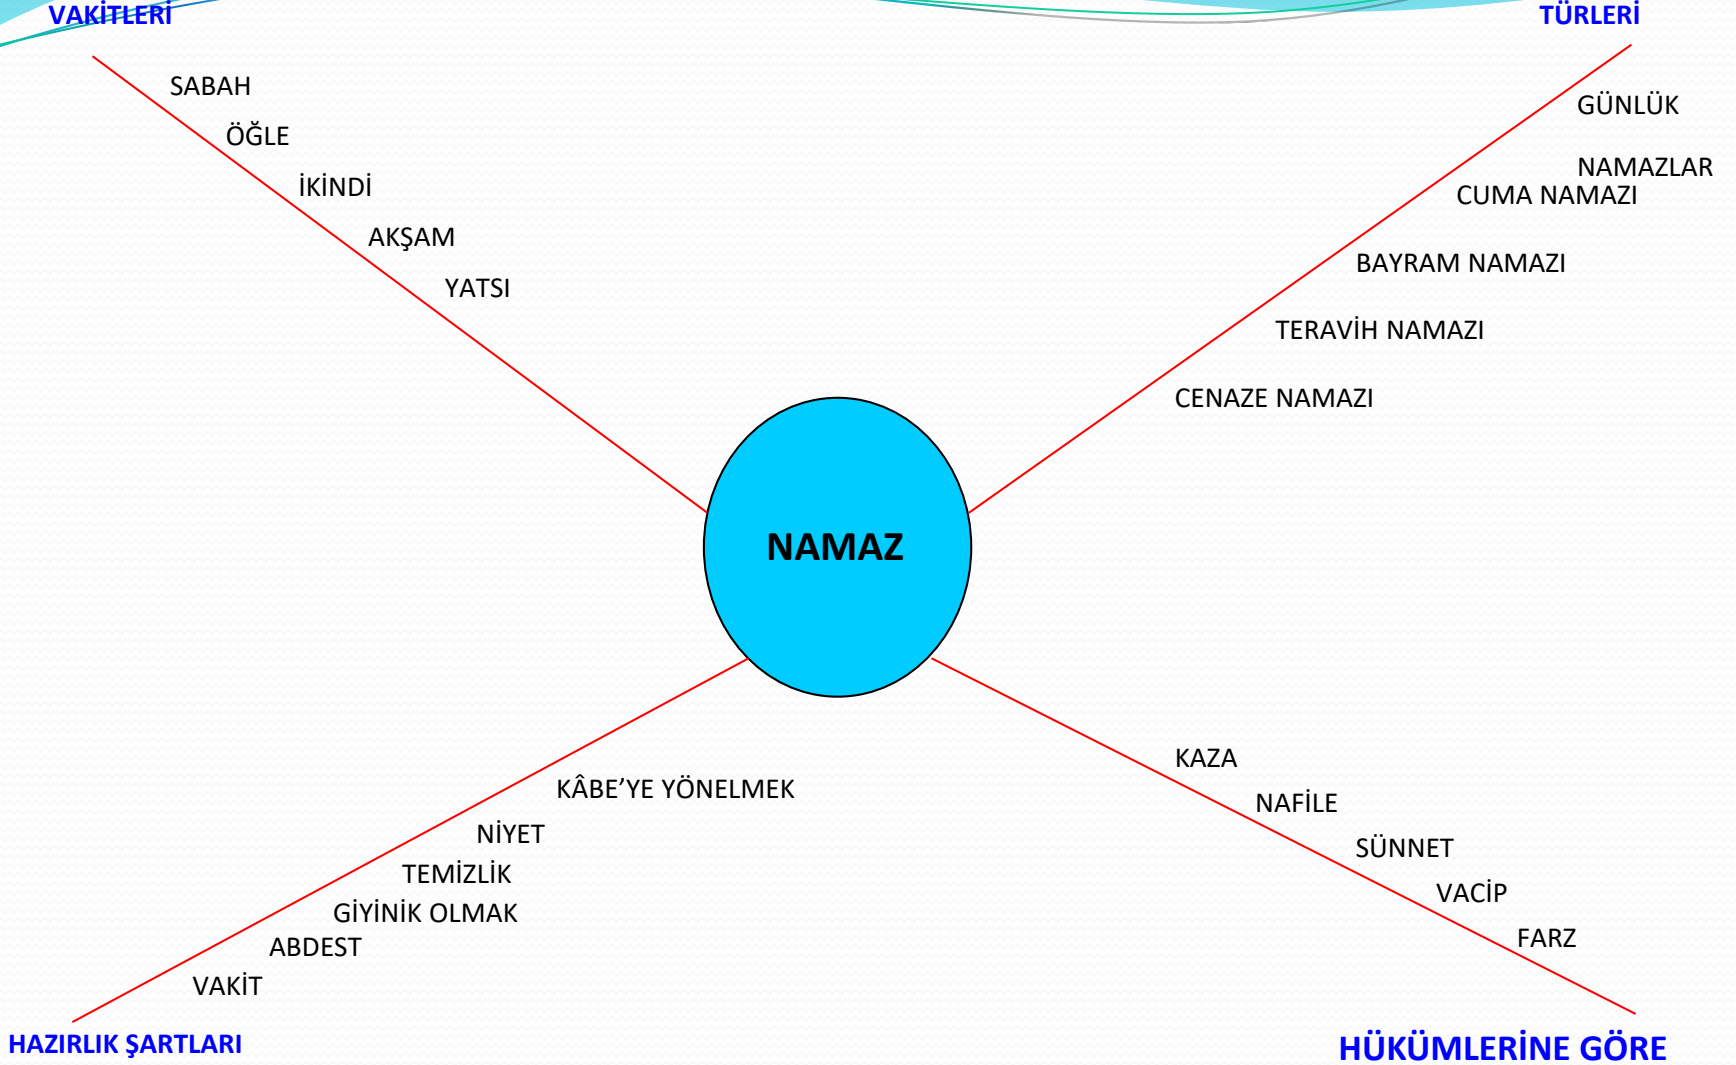 VAKİTLERİ
SABAH
ÖĞLE
İKİNDİ
AKŞAM
YATSI
TÜRLERİ
GÜNLÜK
NAMAZLAR
CUMA NAMAZI
BAYRAM NAMAZI
TERAVİH NAMAZI
CENAZE NAMAZI
NAMAZ
KÂBE’YE YÖNELMEK
NİYET
TEMİZLİK
GİYİNİK OLMAK
ABDEST
VAKİT
HAZIRLIK ŞARTLARI
KAZA
NAFİLE
SÜNNET
VACİP
FARZ
HÜKÜMLERİNE GÖRE